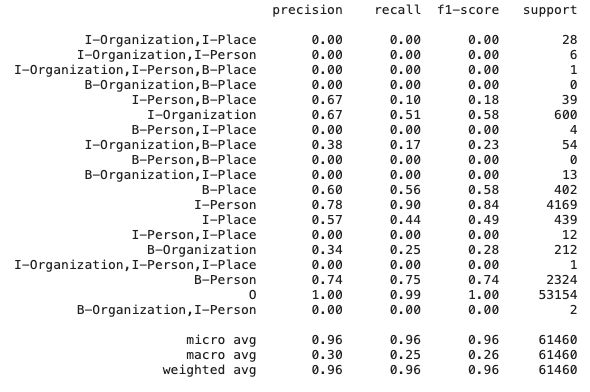 precision recall f1-score support
I-Organization,I-Place 0.00 0.00 0.00 28
I-Organization,I-Person 0.00 0.00 0.00 6
I-Organization,I-Person,B-Place 0.00 0.00 0.00 1
B-Organization,B-Place 0.00 0.00 0.00 0
I-Person,B-Place 0.67 0.10 0.18 39
I-Organization 0.67 0.51 0.58 600
B-Person,I-Place 0.00 0.00 0.00 4
I-Organization,B-Place 0.38 0.17 0.23 54
B-Person,B-Place 0.00 0.00 0.00 0
B-Organization,I-Place 0.00 0.00 0.00 13
B-Place 0.60 0.56 0.58 402
I-Person 0.78 0.90 0.84 4169
I-Place 0.57 0.44 0.49 439
I-Person,I-Place 0.00 0.00 0.00 12
B-Organization 0.34 0.25 0.28 212
I-Organization,I-Person,I-Place 0.00 0.00 0.00 1
B-Person 0.74 0.75 0.74 2324
O 1.00 0.99 1.00 53154
B-Organization,I-Person 0.00 0.00 0.00 2
micro avg 0.96 0.96 0.96 61460
macro avg 0.30 0.25 0.26 61460
weighted avg 0.96 0.96 0.96 61460